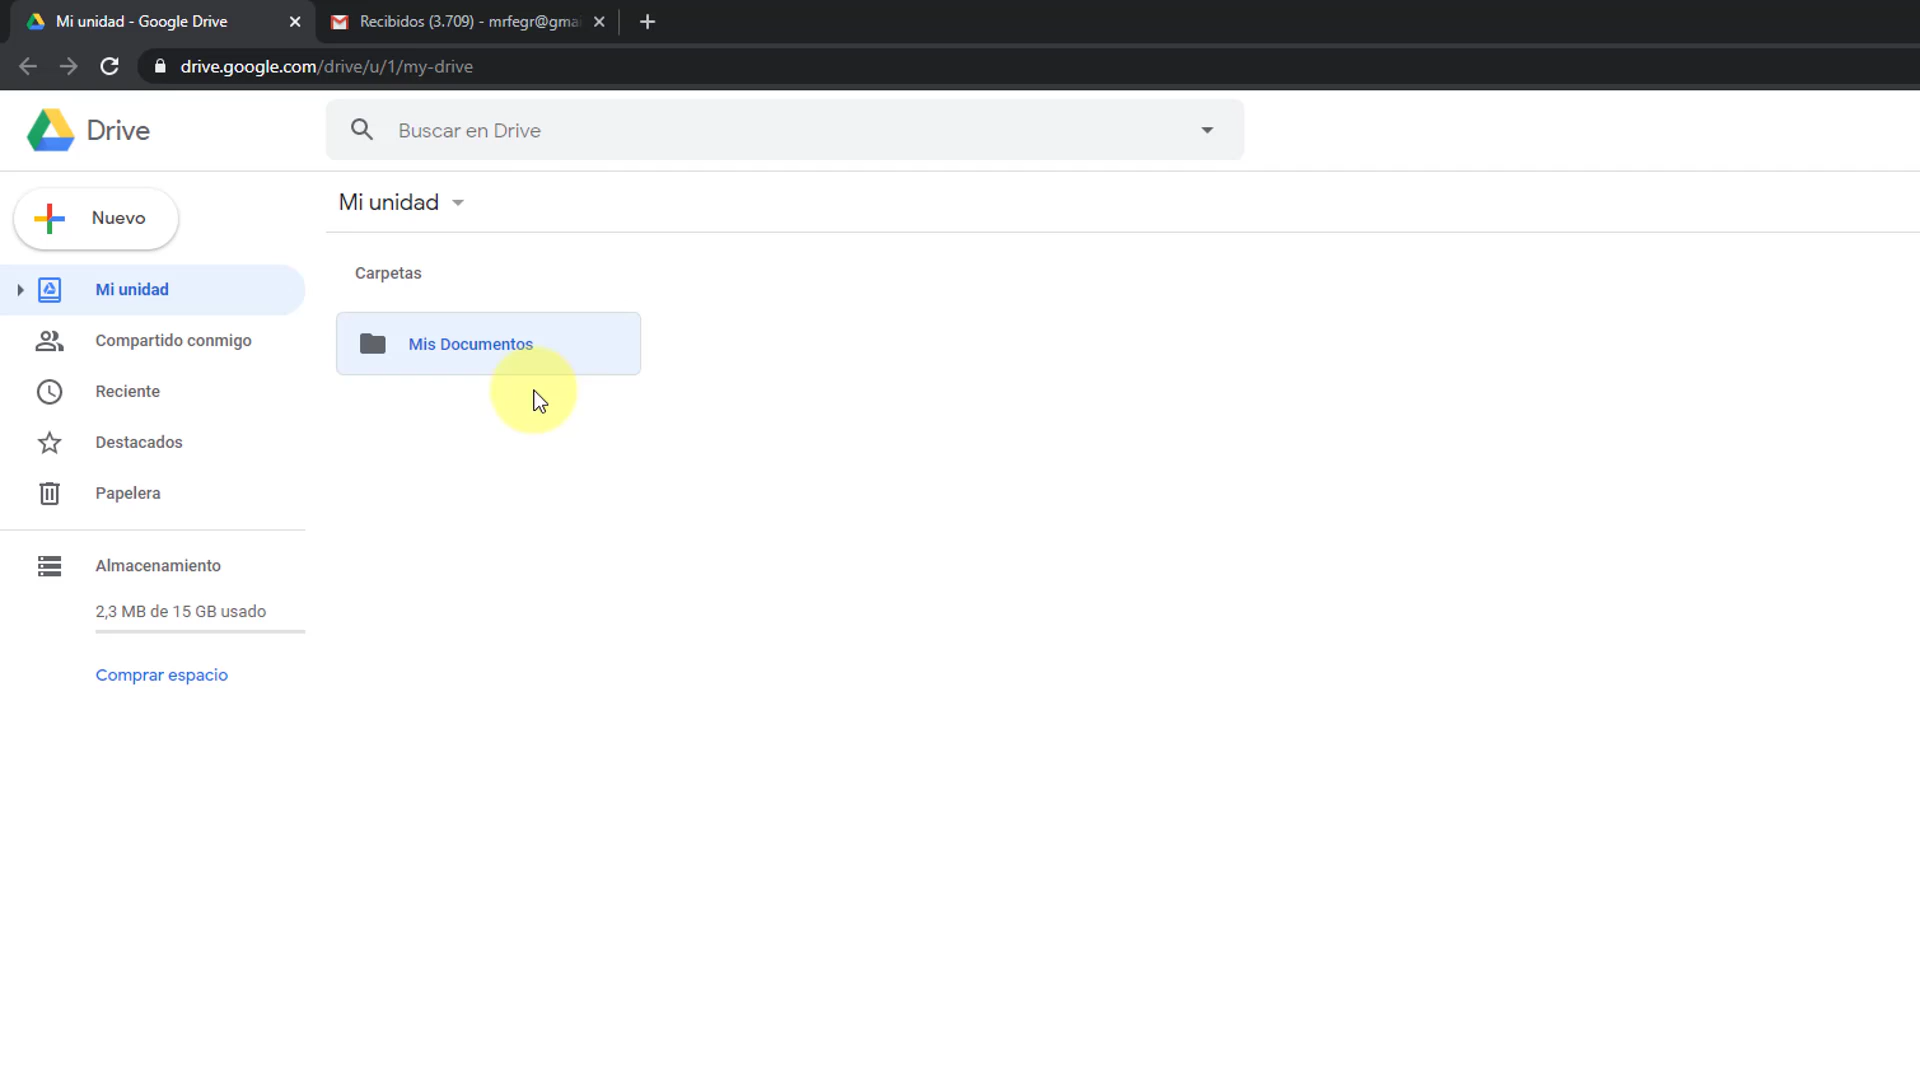 Mi unidad - Google Drive
Recibidos (3.709) - mrfegr@gmai
drive.google.com/drive/u/1/my-drive
Drive
Buscar en Drive
Mi unidad
Nuevo
Carpetas
Mi unidad
Mis Documentos
Compartido conmigo
Reciente
Destacados
Papelera
Almacenamiento
2,3 MB de 15 GB usado
Comprar espacio